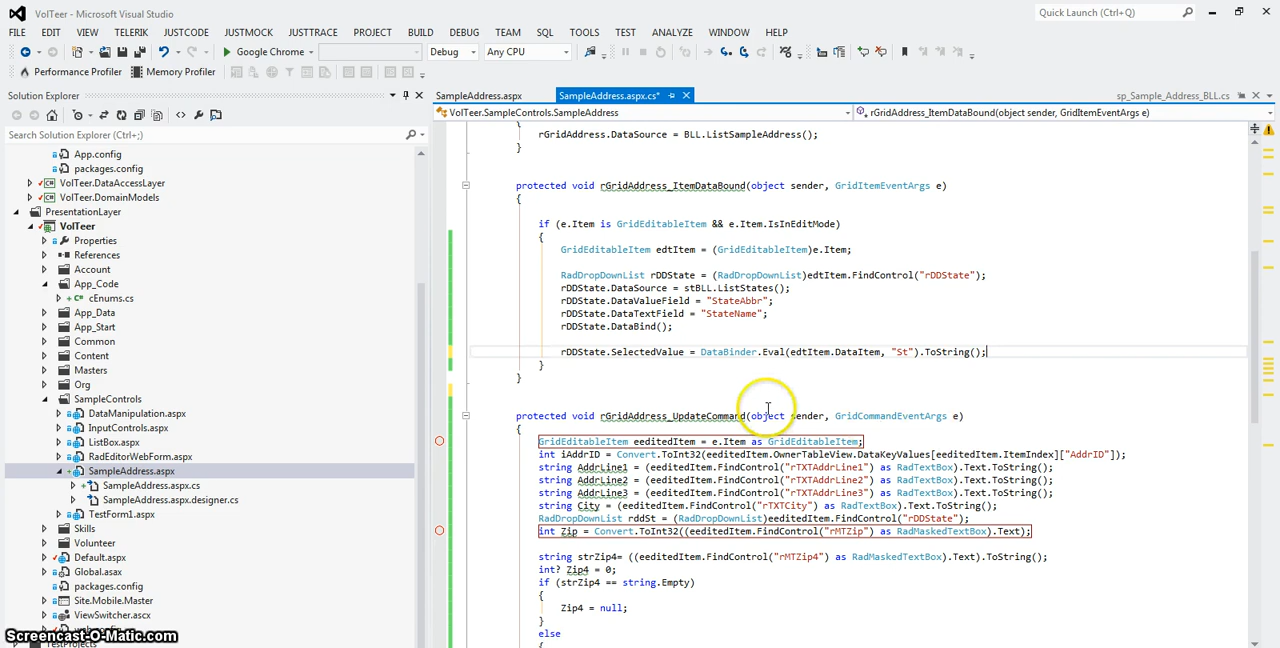 VolTeer - Microsoft Visual Studio
Quick Launch (Ctrl+Q)
FILE EDIT VIEW TELERIK JUSTCODE JUSTMOCK JUSTTRACE PROJECT BUILD DEBUG TEAM SQL TOOLS TEST ANALYZE WINDOW HELP
Google Chrome Debug Any CPU
Performance Profiler Memory Profiler
Solution Explorer
Search Solution Explorer (Ctrl+;)
App.config
packages.config
VolTeer.DataAccessLayer
VolTeer.DomainModels
PresentationLayer
VolTeer
Properties
References
Account
App_Code
cEnums.cs
App_Data
App_Start
Common
Content
Masters
Org
SampleControls
DataManipulation.aspx
InputControls.aspx
ListBox.aspx
RadEditorWebForm.aspx
SampleAddress.aspx
SampleAddress.aspx.cs
SampleAddress.aspx.designer.cs
TestForm1.aspx
Skills
Volunteer
Default.aspx
Global.asax
packages.config
Site.Mobile.Master
ViewSwitcher.ascx
TestProjects
Screencast-O-Matic.com
SampleAddress.aspx SampleAddress.aspx.cs* sp_Sample_Address_BLL.cs
VolTeer.SampleControls.SampleAddress rGridAddress_ItemDataBound(object sender, GridItemEventArgs e)
}
rGridAddress.DataSource = BLL.ListSampleAddress();
}
protected void rGridAddress_ItemDataBound(object sender, GridItemEventArgs e)
{
if (e.Item is GridEditableItem && e.Item.IsInEditMode)
{
GridEditableItem edtItem = (GridEditableItem)e.Item;
RadDropDownList rDDState = (RadDropDownList)edtItem.FindControl("rDDState");
rDDState.DataSource = stBLL.ListStates();
rDDState.DataValueField = "StateAbbr";
rDDState.DataTextField = "StateName";
rDDState.DataBind();
rDDState.SelectedValue = DataBinder.Eval(edtItem.DataItem, "St").ToString();
}
}
protected void rGridAddress_UpdateCommand(object sender, GridCommandEventArgs e)
{
GridEditableItem eeditedItem = e.Item as GridEditableItem;
int iAddrID = Convert.ToInt32(eeditedItem.OwnerTableView.DataKeyValues[eeditedItem.ItemIndex]["AddrID"]);
string AddrLine1 = (eeditedItem.FindControl("rTXTAddrLine1") as RadTextBox).Text.ToString();
string AddrLine2 = (eeditedItem.FindControl("rTXTAddrLine2") as RadTextBox).Text.ToString();
string AddrLine3 = (eeditedItem.FindControl("rTXTAddrLine3") as RadTextBox).Text.ToString();
string City = (eeditedItem.FindControl("rTXTCity") as RadTextBox).Text.ToString();
RadDropDownList rddSt = (RadDropDownList)eeditedItem.FindControl("rDDState");
int Zip = Convert.ToInt32((eeditedItem.FindControl("rMTZip") as RadMaskedTextBox).Text);
string strZip4= ((eeditedItem.FindControl("rMTZip4") as RadMaskedTextBox).Text).ToString();
int? Zip4 = 0;
if (strZip4 == string.Empty)
{
Zip4 = null;
}
else
{